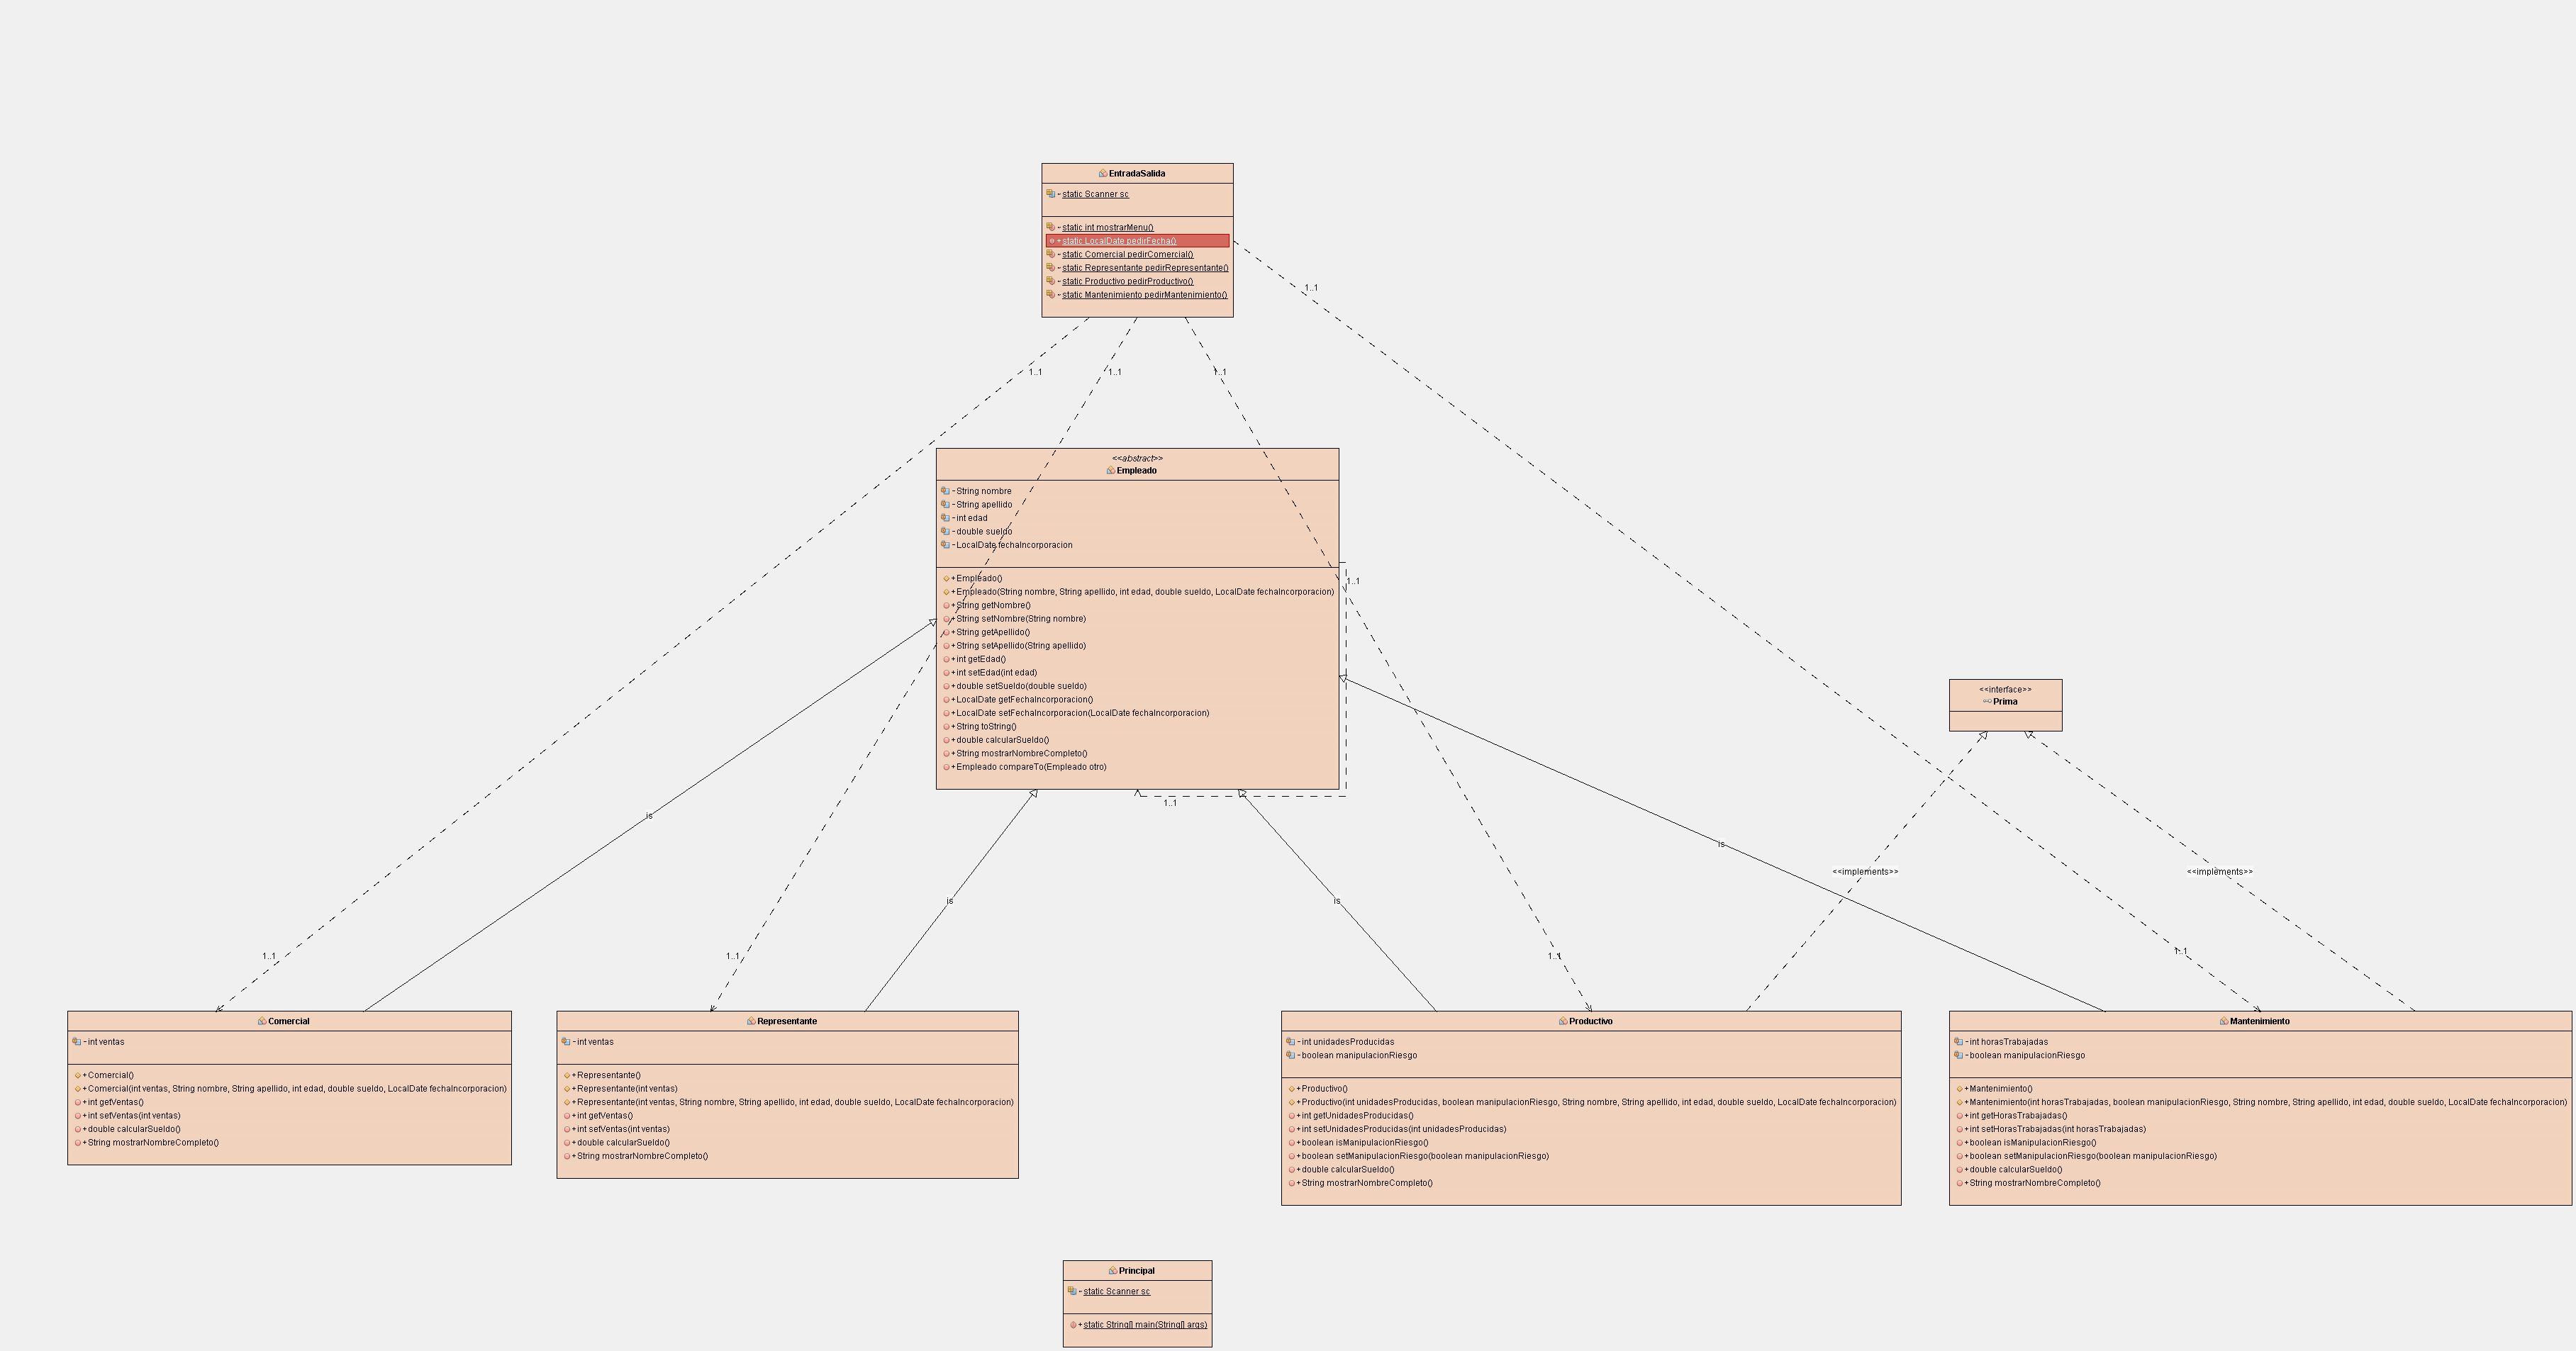 EntradaSalida
~ static Scanner sc
~ static int mostrarMenu()
+ static LocalDate pedirFecha()
~ static Comercial pedirComercial()
~ static Representante pedirRepresentante()
~ static Productivo pedirProductivo()
~ static Mantenimiento pedirMantenimiento()
1..1
1..1
1..1
1..1
<<abstract>>
Empleado
- String nombre
- String apellido
- int edad
- double sueldo
- LocalDate fechaIncorporacion
+ Empleado()
+ Empleado(String nombre, String apellido, int edad, double sueldo, LocalDate fechaIncorporacion)
+ String getNombre()
+ String setNombre(String nombre)
+ String getApellido()
+ String setApellido(String apellido)
+ int getEdad()
+ int setEdad(int edad)
+ double setSueldo(double sueldo)
+ LocalDate getFechaIncorporacion()
+ LocalDate setFechaIncorporacion(LocalDate fechaIncorporacion)
+ String toString()
+ double calcularSueldo()
+ String mostrarNombreCompleto()
+ Empleado compareTo(Empleado otro)
1..1
1..1
<<interface>>
Prima
is
is
is
is
<<implements>>
<<implements>>
1..1
1..1
1..1
1..1
Comercial
- int ventas
+ Comercial()
+ Comercial(int ventas, String nombre, String apellido, int edad, double sueldo, LocalDate fechaIncorporacion)
+ int getVentas()
+ int setVentas(int ventas)
+ double calcularSueldo()
+ String mostrarNombreCompleto()
Representante
- int ventas
+ Representante()
+ Representante(int ventas)
+ Representante(int ventas, String nombre, String apellido, int edad, double sueldo, LocalDate fechaIncorporacion)
+ int getVentas()
+ int setVentas(int ventas)
+ double calcularSueldo()
+ String mostrarNombreCompleto()
Productivo
- int unidadesProducidas
- boolean manipulacionRiesgo
+ Productivo()
+ Productivo(int unidadesProducidas, boolean manipulacionRiesgo, String nombre, String apellido, int edad, double sueldo, LocalDate fechaIncorporacion)
+ int getUnidadesProducidas()
+ int setUnidadesProducidas(int unidadesProducidas)
+ boolean isManipulacionRiesgo()
+ boolean setManipulacionRiesgo(boolean manipulacionRiesgo)
+ double calcularSueldo()
+ String mostrarNombreCompleto()
Mantenimiento
- int horasTrabajadas
- boolean manipulacionRiesgo
+ Mantenimiento()
+ Mantenimiento(int horasTrabajadas, boolean manipulacionRiesgo, String nombre, String apellido, int edad, double sueldo, LocalDate fechaIncorporacion)
+ int getHorasTrabajadas()
+ int setHorasTrabajadas(int horasTrabajadas)
+ boolean isManipulacionRiesgo()
+ boolean setManipulacionRiesgo(boolean manipulacionRiesgo)
+ double calcularSueldo()
+ String mostrarNombreCompleto()
Principal
~ static Scanner sc
+ static String[] main(String[] args)